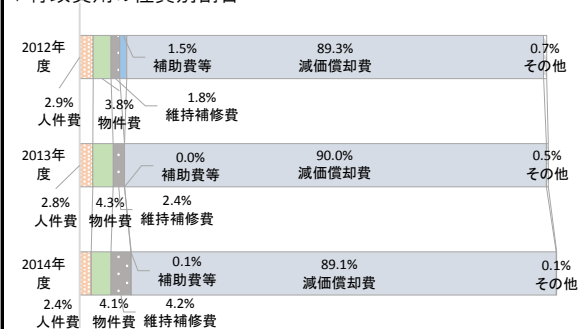 2012年
度
1.5%
補助費等
89.3%
減価償却費
0.7%
その他
2.9%
人件費
3.8%
物件費
1.8%
維持補修費
2013年
度
0.0%
補助費等
90.0%
減価償却費
0.5%
その他
2.8%
人件費
4.3%
物件費
2.4%
維持補修費
2014年
度
0.1%
補助費等
89.1%
減価償却費
0.1%
その他
2.4%
人件費
4.1%
物件費
4.2%
維持補修費